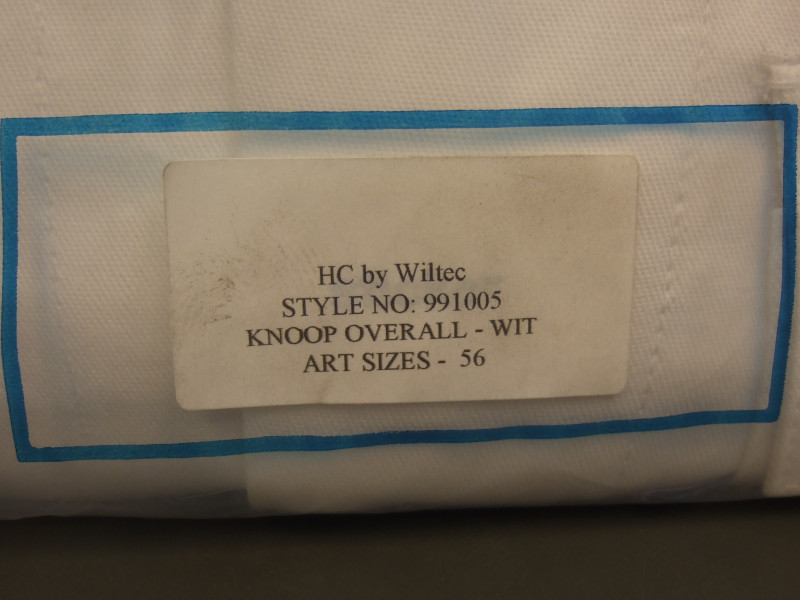 HC by Wiltec
STYLE NO: 991005
KNOOP OVERALL - WIT
ART SIZES - 56